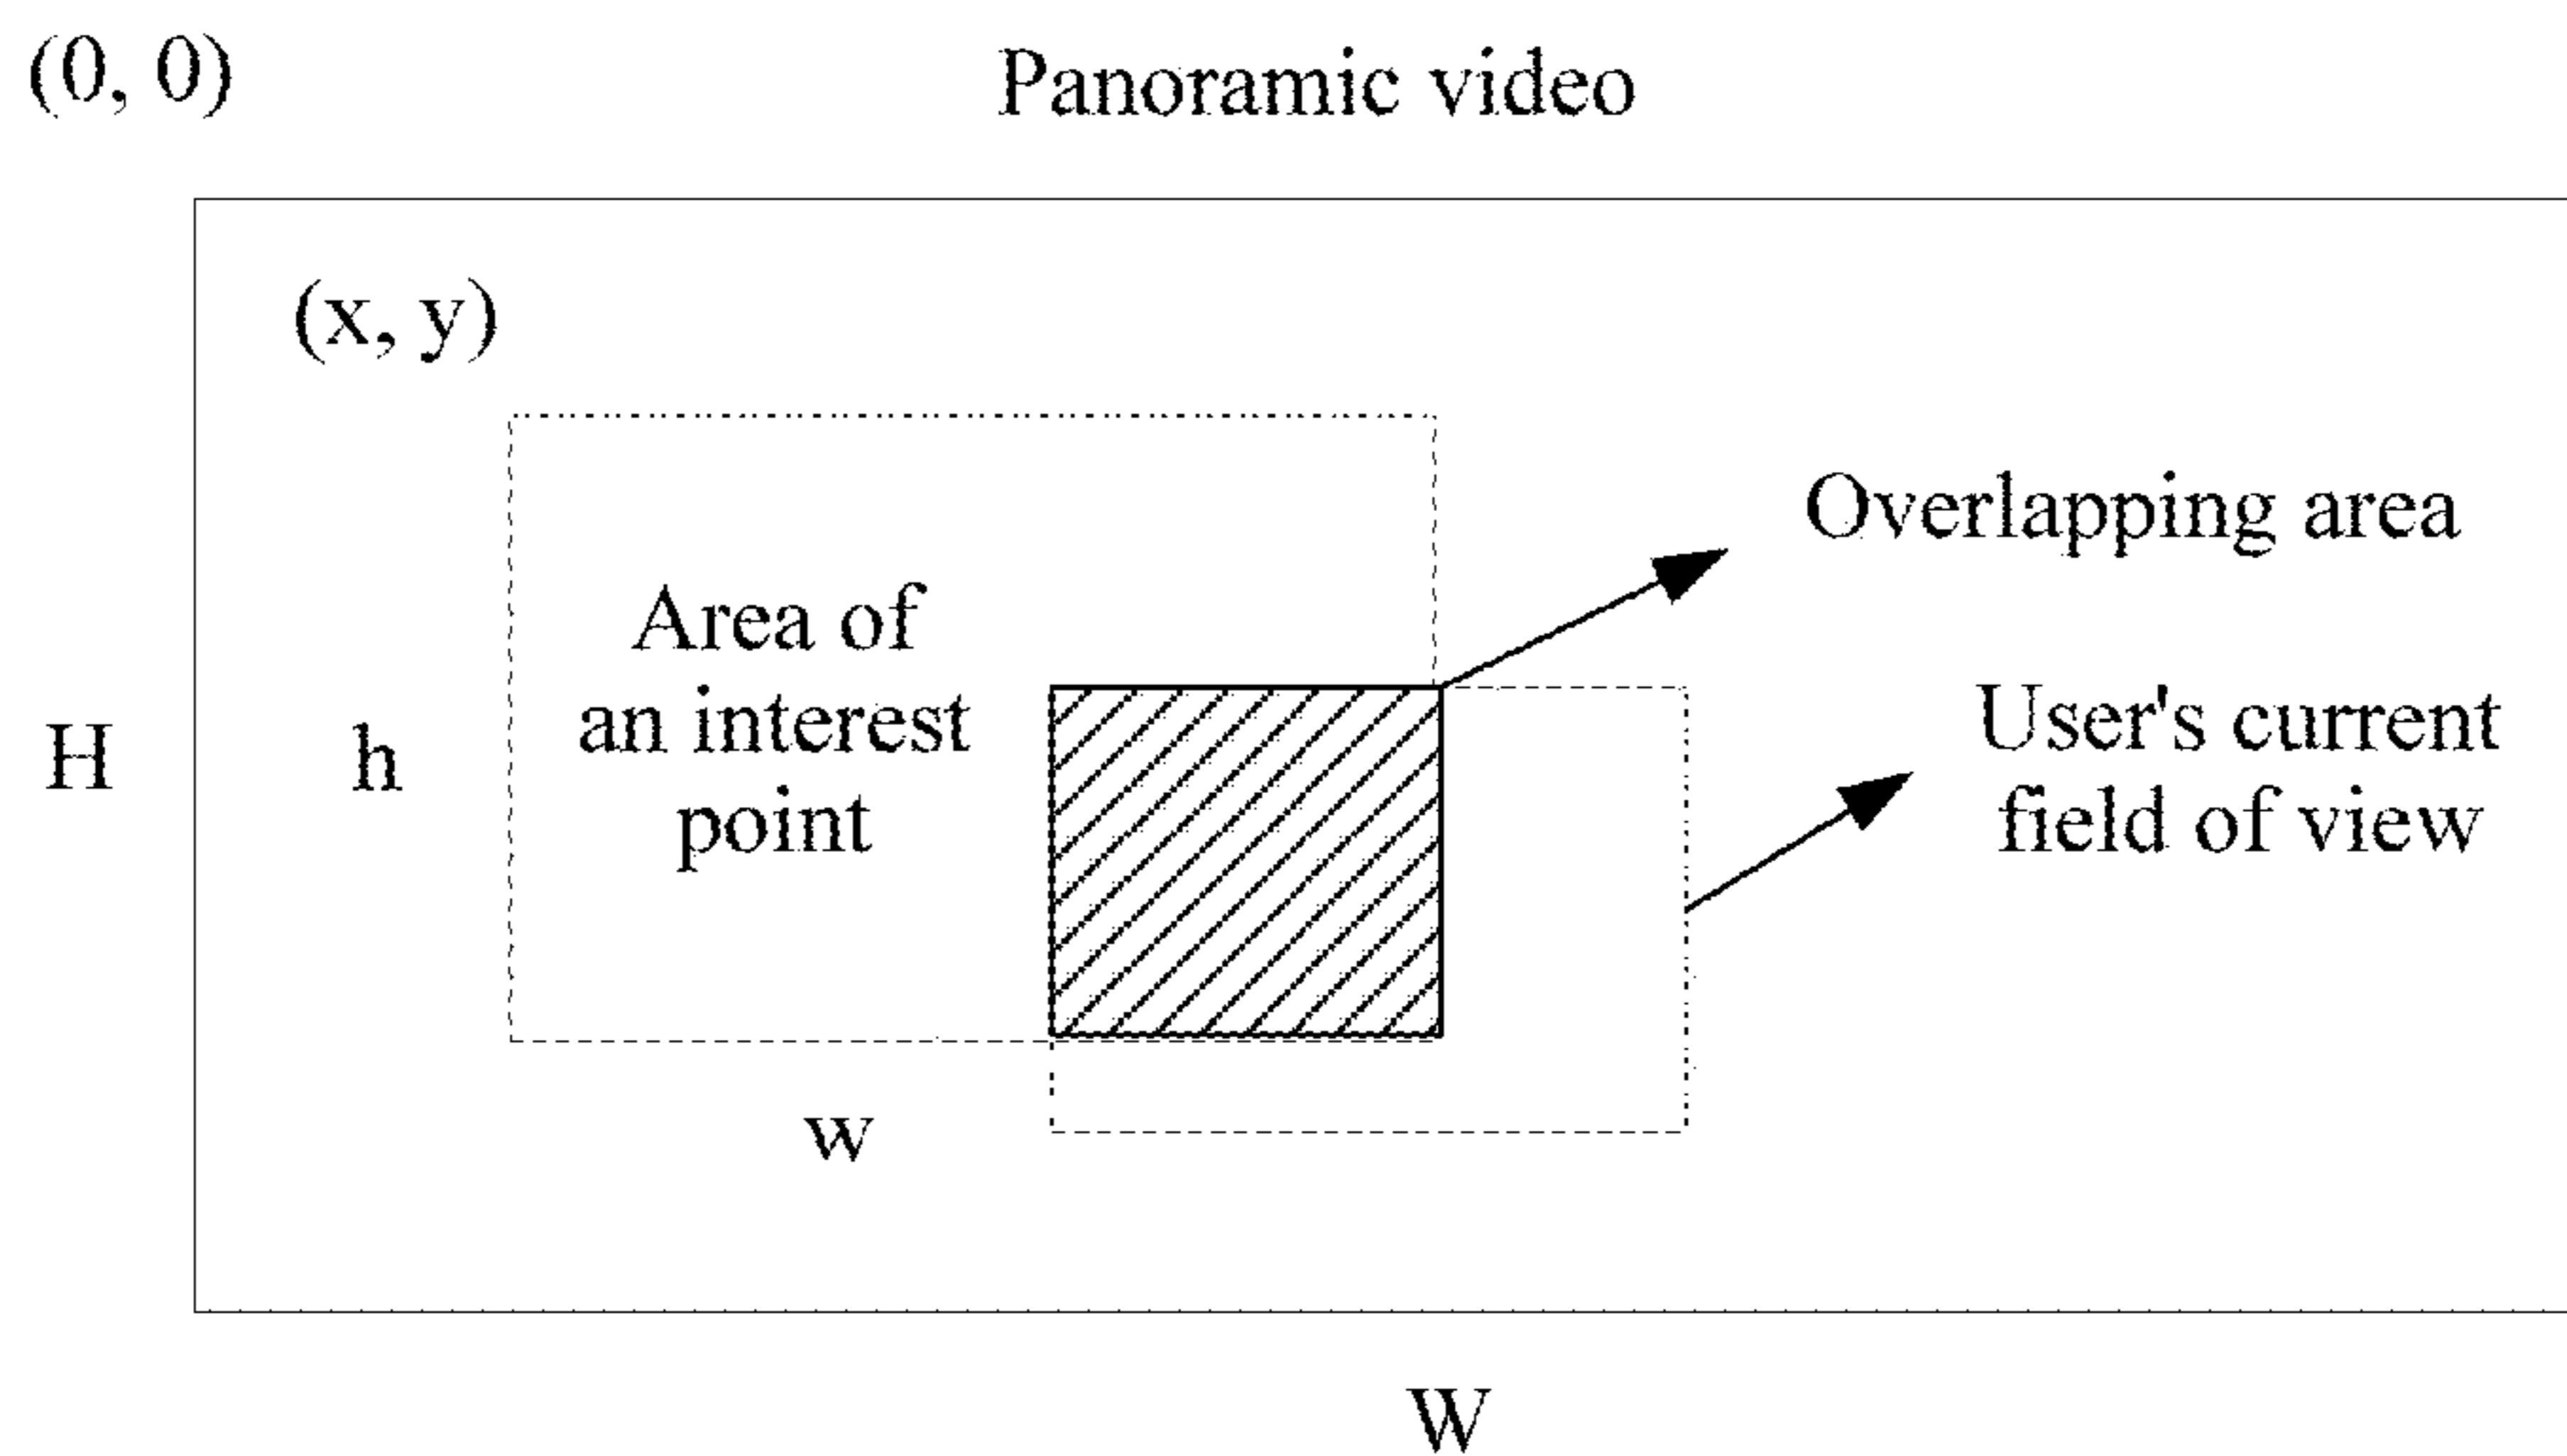 (0, 0)
Panoramic video
(x, y)
Overlapping area
Area of
an interest
point
User's current
field of view
H
h
w
W